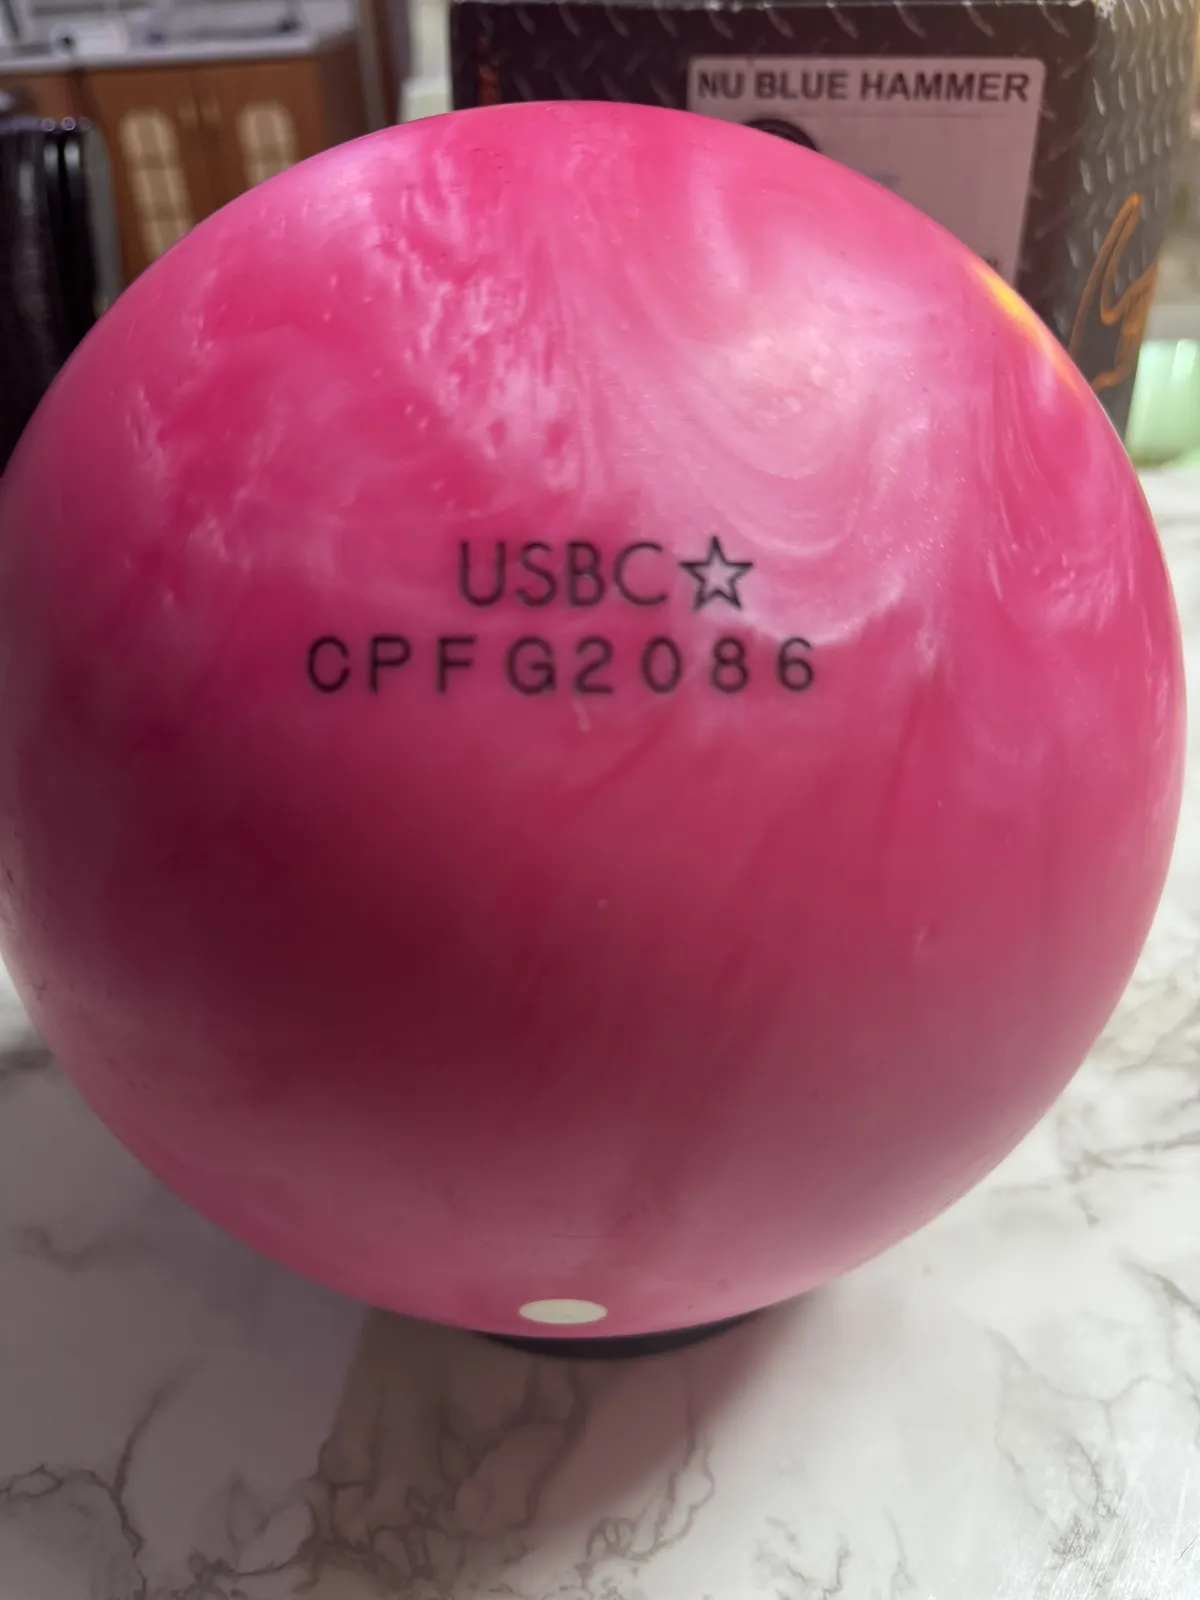 NU BLUE HAMMER
USBC☆
CPFG2086